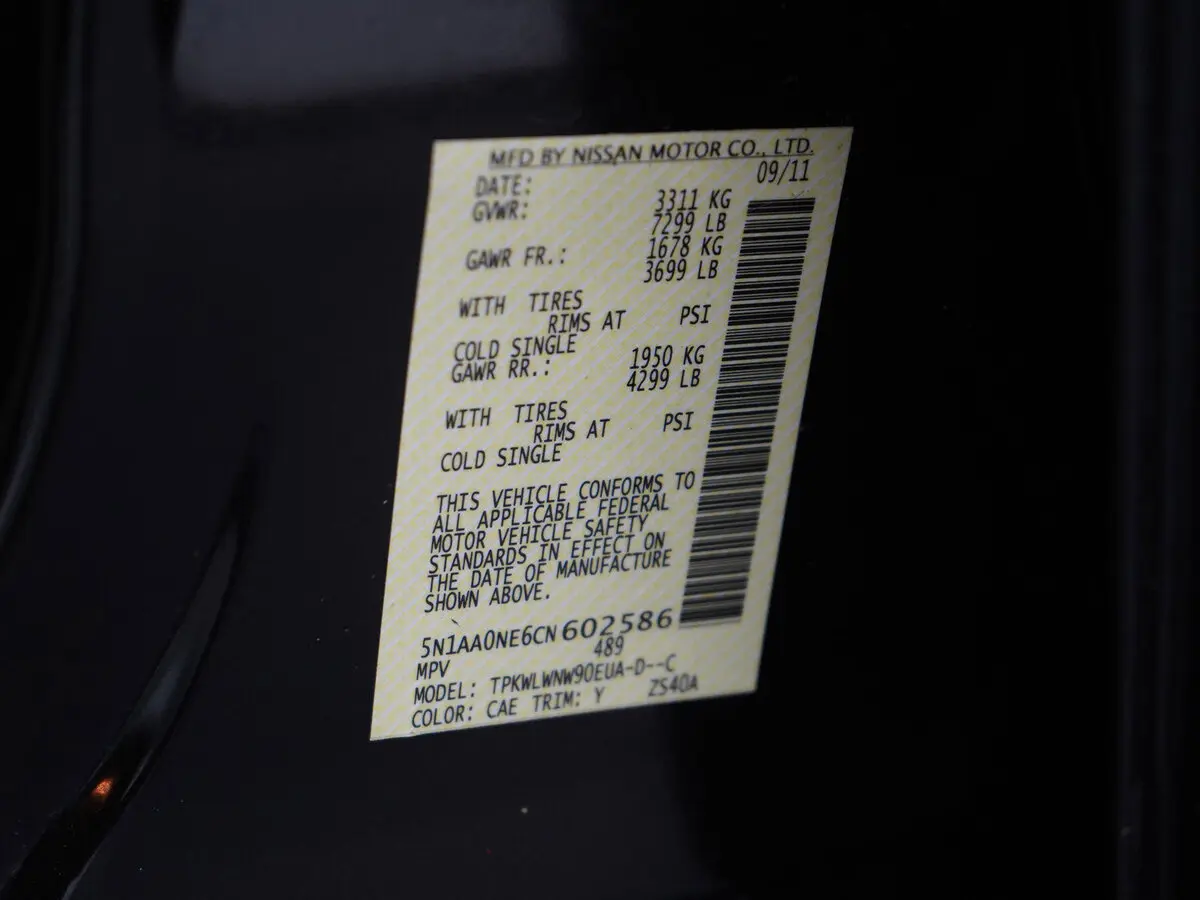 MFD BY NISSAN MOTOR CO., LTD.
DATE: 09/11
GVWR: 3311 KG
7299 LB
GAWR FR.: 1678 KG
3699 LB
WITH TIRES
RIMS AT PSI
COLD SINGLE
GAWR RR.: 1950 KG
4299 LB
WITH TIRES
RIMS AT PSI
COLD SINGLE
THIS VEHICLE CONFORMS TO
ALL APPLICABLE FEDERAL
MOTOR VEHICLE SAFETY
STANDARDS IN EFFECT ON
THE DATE OF MANUFACTURE
SHOWN ABOVE.
5N1AA0NE6CN602586
MPV 489
MODEL: TPKWLWNW90EUA-D--C
COLOR: CAE TRIM: Y ZS40A